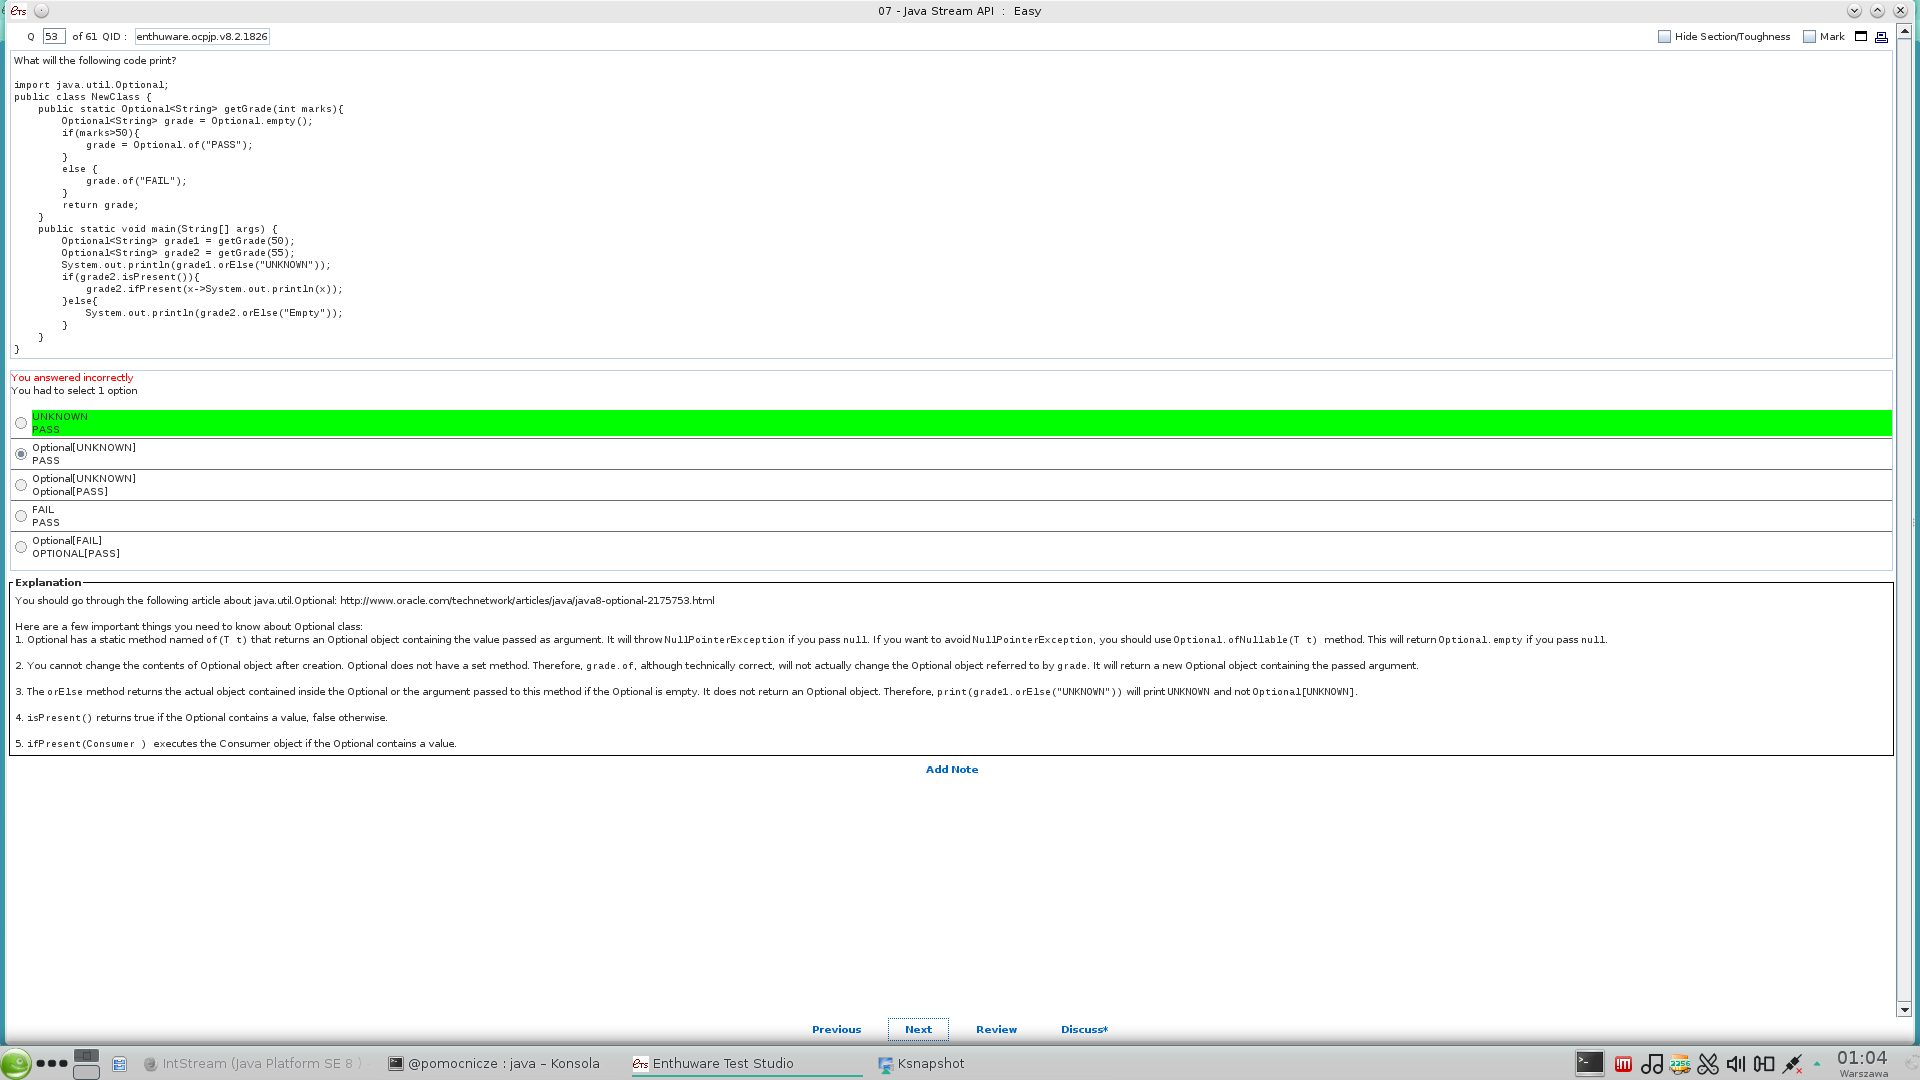 ETS
07 - Java Stream API : Easy
Q 53 of 61 QID : enthuware.ocpjp.v8.2.1826
Hide Section/Toughness Mark
What will the following code print?
import java.util.Optional;
public class NewClass {
    public static Optional<String> getGrade(int marks){
        Optional<String> grade = Optional.empty();
        if(marks>50){
            grade = Optional.of("PASS");
        }
        else {
            grade.of("FAIL");
        }
        return grade;
    }
    public static void main(String[] args) {
        Optional<String> grade1 = getGrade(50);
        Optional<String> grade2 = getGrade(55);
        System.out.println(grade1.orElse("UNKNOWN"));
        if(grade2.isPresent()){
            grade2.ifPresent(x->System.out.println(x));
        }else{
            System.out.println(grade2.orElse("Empty"));
        }
    }
}
You answered incorrectly
You had to select 1 option
UNKNOWN
PASS
Optional[UNKNOWN]
PASS
Optional[UNKNOWN]
Optional[PASS]
FAIL
PASS
Optional[FAIL]
OPTIONAL[PASS]
Explanation
You should go through the following article about java.util.Optional: http://www.oracle.com/technetwork/articles/java/java8-optional-2175753.html
Here are a few important things you need to know about Optional class:
1. Optional has a static method named of(T t) that returns an Optional object containing the value passed as argument. It will throw NullPointerException if you pass null. If you want to avoid NullPointerException, you should use Optional.ofNullable(T t) method. This will return Optional.empty if you pass null.
2. You cannot change the contents of Optional object after creation. Optional does not have a set method. Therefore, grade.of, although technically correct, will not actually change the Optional object referred to by grade. It will return a new Optional object containing the passed argument.
3. The orElse method returns the actual object contained inside the Optional or the argument passed to this method if the Optional is empty. It does not return an Optional object. Therefore, print(grade1.orElse("UNKNOWN")) will print UNKNOWN and not Optional[UNKNOWN].
4. isPresent() returns true if the Optional contains a value, false otherwise.
5. ifPresent(Consumer ) executes the Consumer object if the Optional contains a value.
Add Note
Previous Next Review Discuss*
IntStream (Java Platform SE 8 ) @pomocnicze : java – Konsola ETS Enthuware Test Studio Ksnapshot 01:04
Warszawa